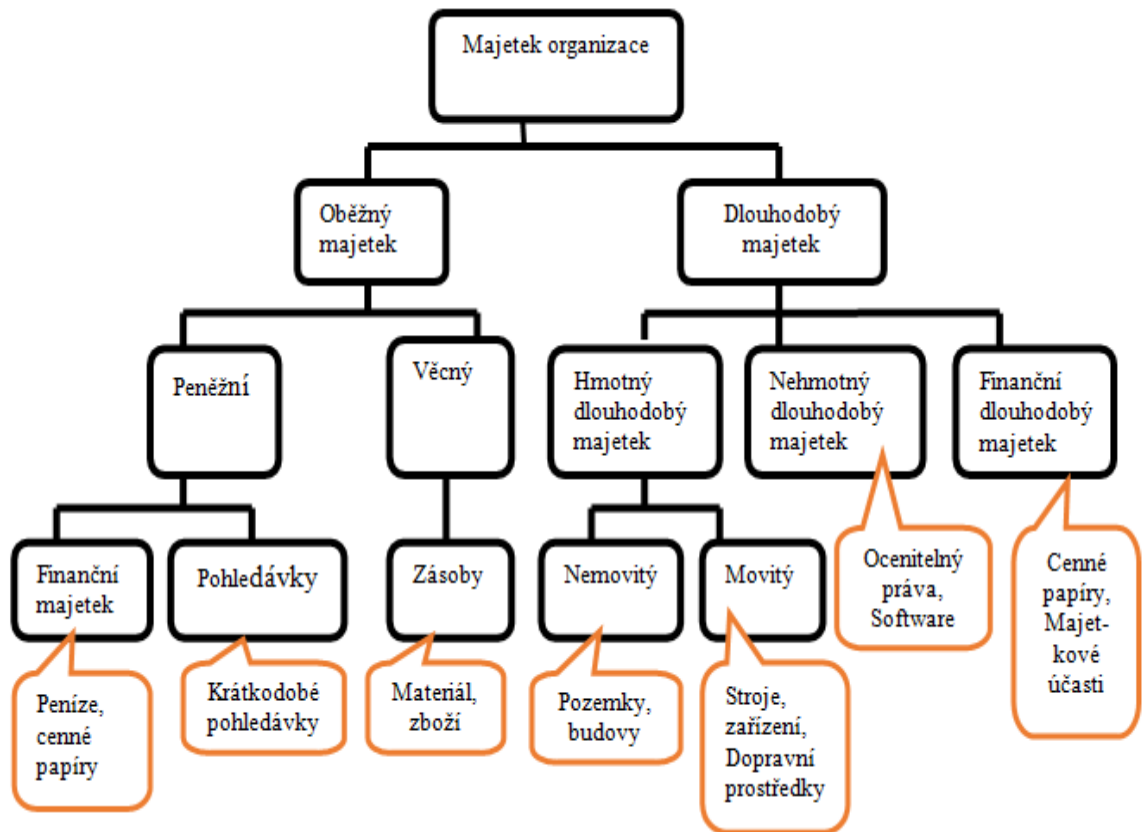 Majetek organizace
Oběžný
majetek
Dlouhodobý
majetek
Peněžní
Věcný
Hmotný
dlouhodobý
majetek
Nehmotný
dlouhodobý
majetek
Finanční
dlouhodobý
majetek
Finanční
majetek
Pohledávky
Zásoby
Nemovitý
Movitý
Ocenitelný
práva,
Software
Cenné
papíry,
Majet-
kové
účasti
Peníze,
cenné
papíry
Krátkodobé
pohledávky
Materiál,
zboží
Pozemky,
budovy
Stroje,
zařízení,
Dopravní
prostředky